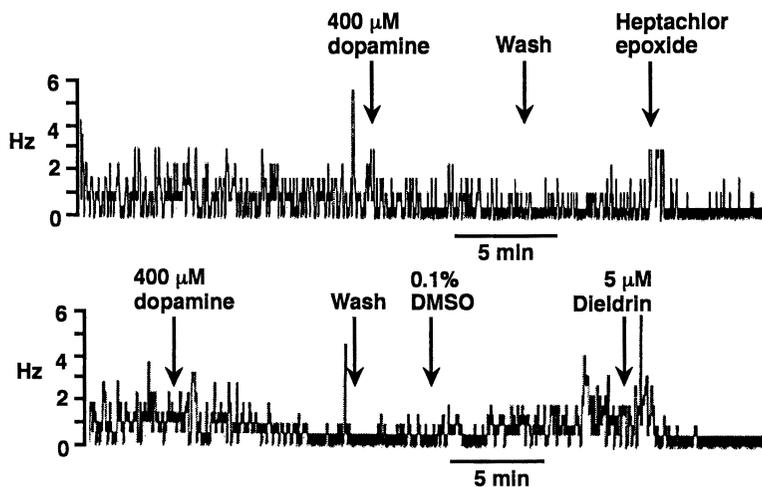 400 μM
dopamine
Wash
Heptachlor
epoxide
6
4
Hz
2
0
5 min
400 μM
dopamine
Wash
0.1%
DMSO
5 μM
Dieldrin
6
4
Hz
2
0
5 min